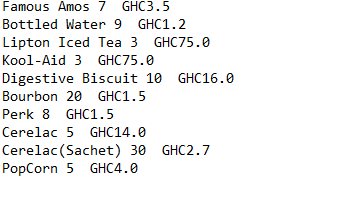 Famous Amos 7  GHC3.5
Bottled Water 9  GHC1.2
Lipton Iced Tea 3  GHC75.0
Kool-Aid 3  GHC75.0
Digestive Biscuit 10  GHC16.0
Bourbon 20  GHC1.5
Perk 8  GHC1.5
Cerelac 5  GHC14.0
Cerelac(Sachet) 30  GHC2.7
PopCorn 5  GHC4.0